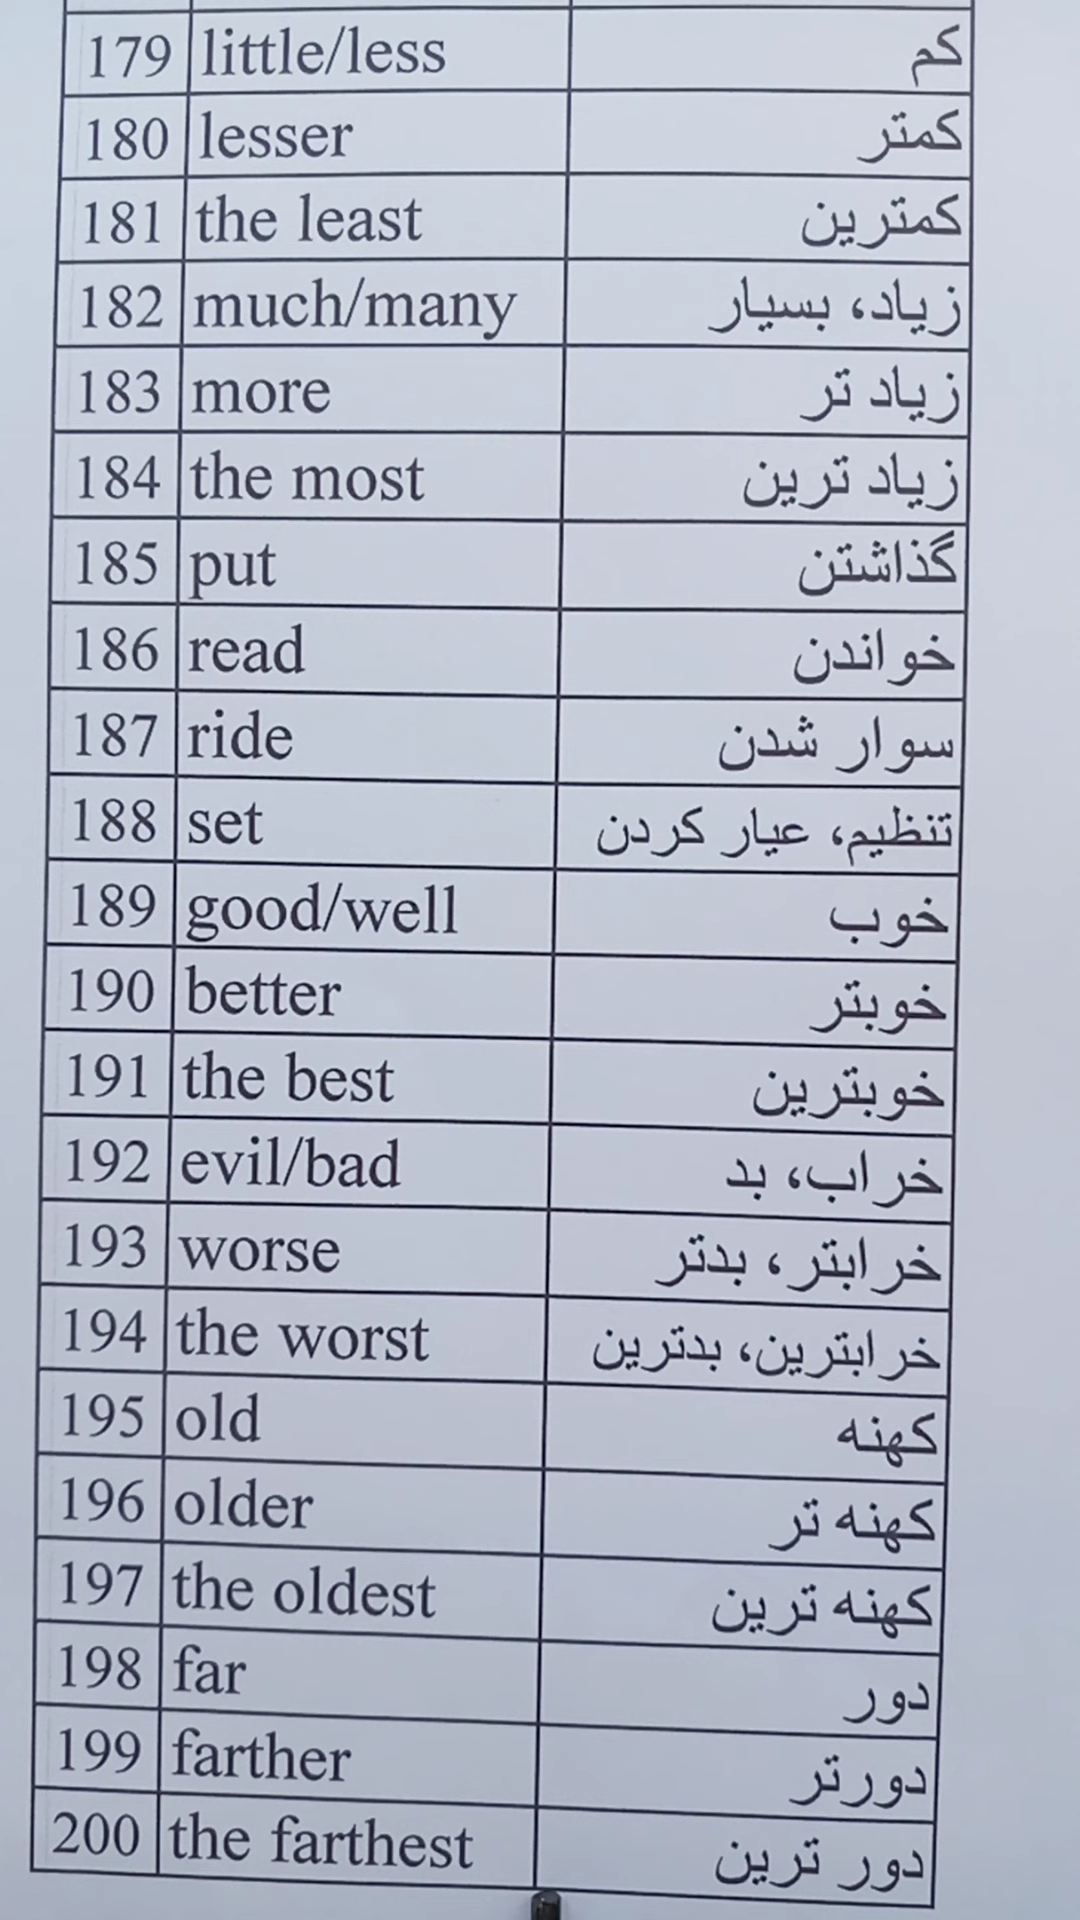 179 little/less کم
180 lesser کمتر
181 the least کمترین
182 much/many زیاد، بسیار
183 more زیاد تر
184 the most زیاد ترین
185 put گذاشتن
186 read خواندن
187 ride سوار شدن
188 set تنظیم، عیار کردن
189 good/well خوب
190 better خوبتر
191 the best خوبترین
192 evil/bad خراب، بد
193 worse خرابتر، بدتر
194 the worst خرابترین، بدترین
195 old کهنه
196 older کهنه تر
197 the oldest کهنه ترین
198 far دور
199 farther دورتر
200 the farthest دور ترین